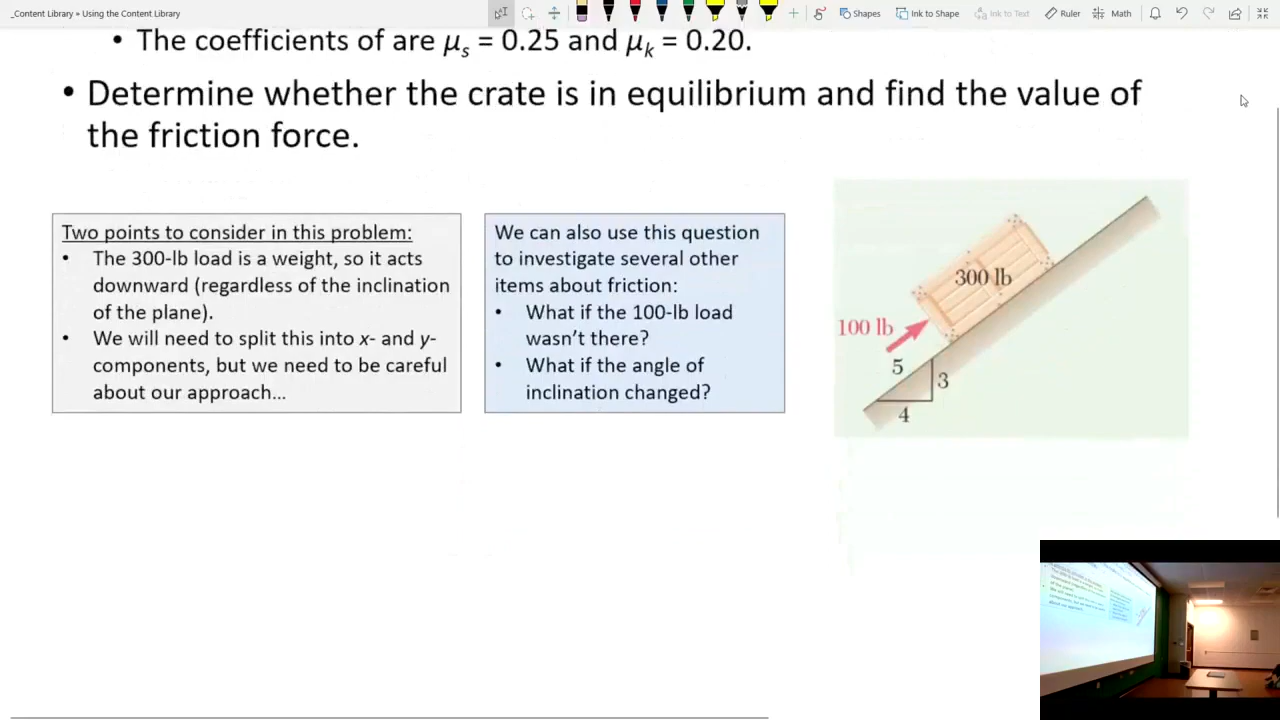 _Content Library » Using the Content Library
Shapes
Ink to Shape
Ink to Text
Ruler
Math
• The coefficients of are μs = 0.25 and μk = 0.20.
• Determine whether the crate is in equilibrium and find the value of
the friction force.
Two points to consider in this problem:
• The 300-lb load is a weight, so it acts
downward (regardless of the inclination
of the plane).
• We will need to split this into x- and y-
components, but we need to be careful
about our approach...
We can also use this question
to investigate several other
items about friction:
• What if the 100-lb load
wasn't there?
• What if the angle of
inclination changed?
300 lb
100 lb
5
3
4